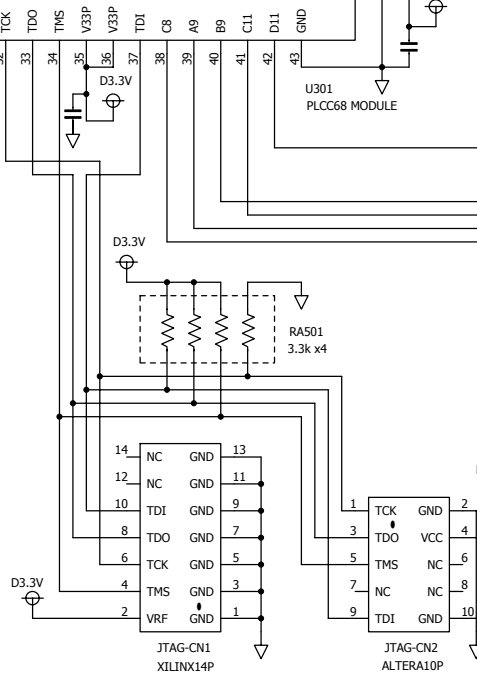 TCK TDO TMS V33P V33P TDI C8 A9 B9 C11 D11 GND
33 34 35 36 37 38 39 40 41 42 43
D3.3V
U301
PLCC68 MODULE
D3.3V
RA501
3.3k x4
14 NC GND 13
12 NC GND 11
10 TDI GND 9
8 TDO GND 7
6 TCK GND 5
4 TMS GND 3
D3.3V
2 VRF GND 1
JTAG-CN1
XILINX14P
1 TCK GND 2
3 TDO VCC 4
5 TMS NC 6
7 NC NC 8
9 TDI GND 10
JTAG-CN2
ALTERA10P